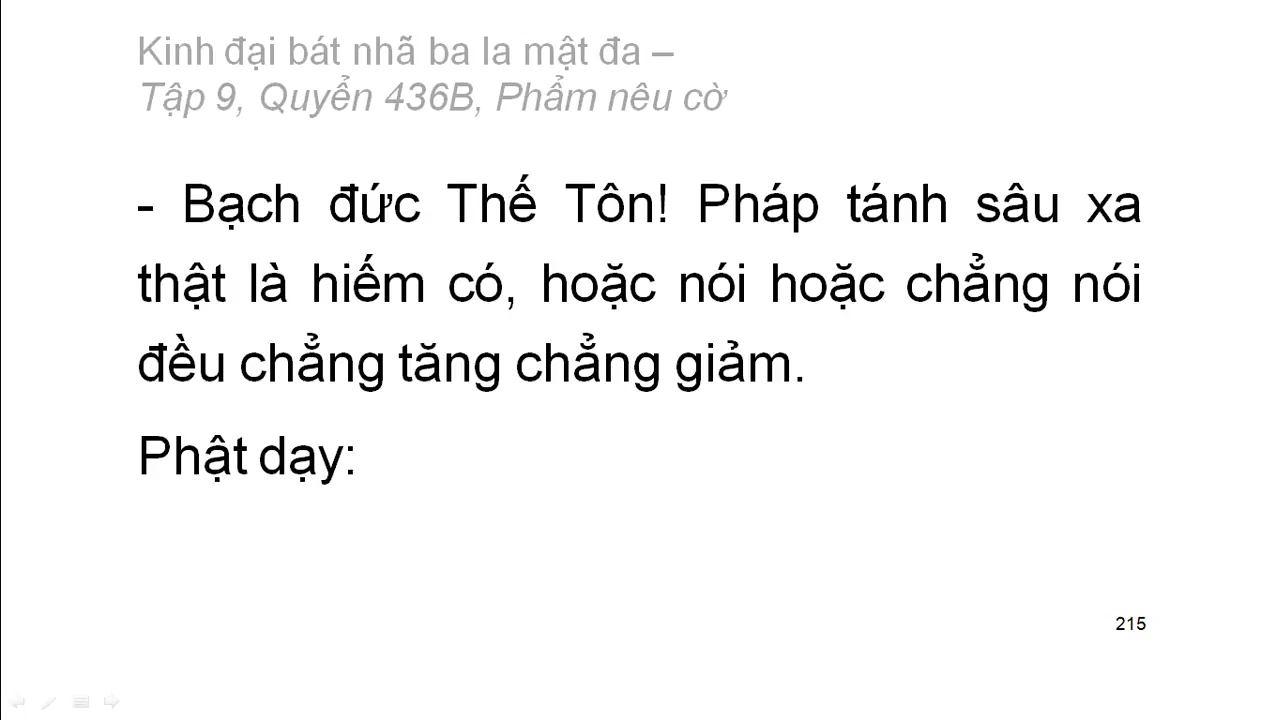 Kinh đại bát nhã ba la mật đa –
Tập 9, Quyển 436B, Phẩm nêu cờ
- Bạch đức Thế Tôn! Pháp tánh sâu xa
thật là hiếm có, hoặc nói hoặc chẳng nói
đều chẳng tăng chẳng giảm.
Phật dạy:
215